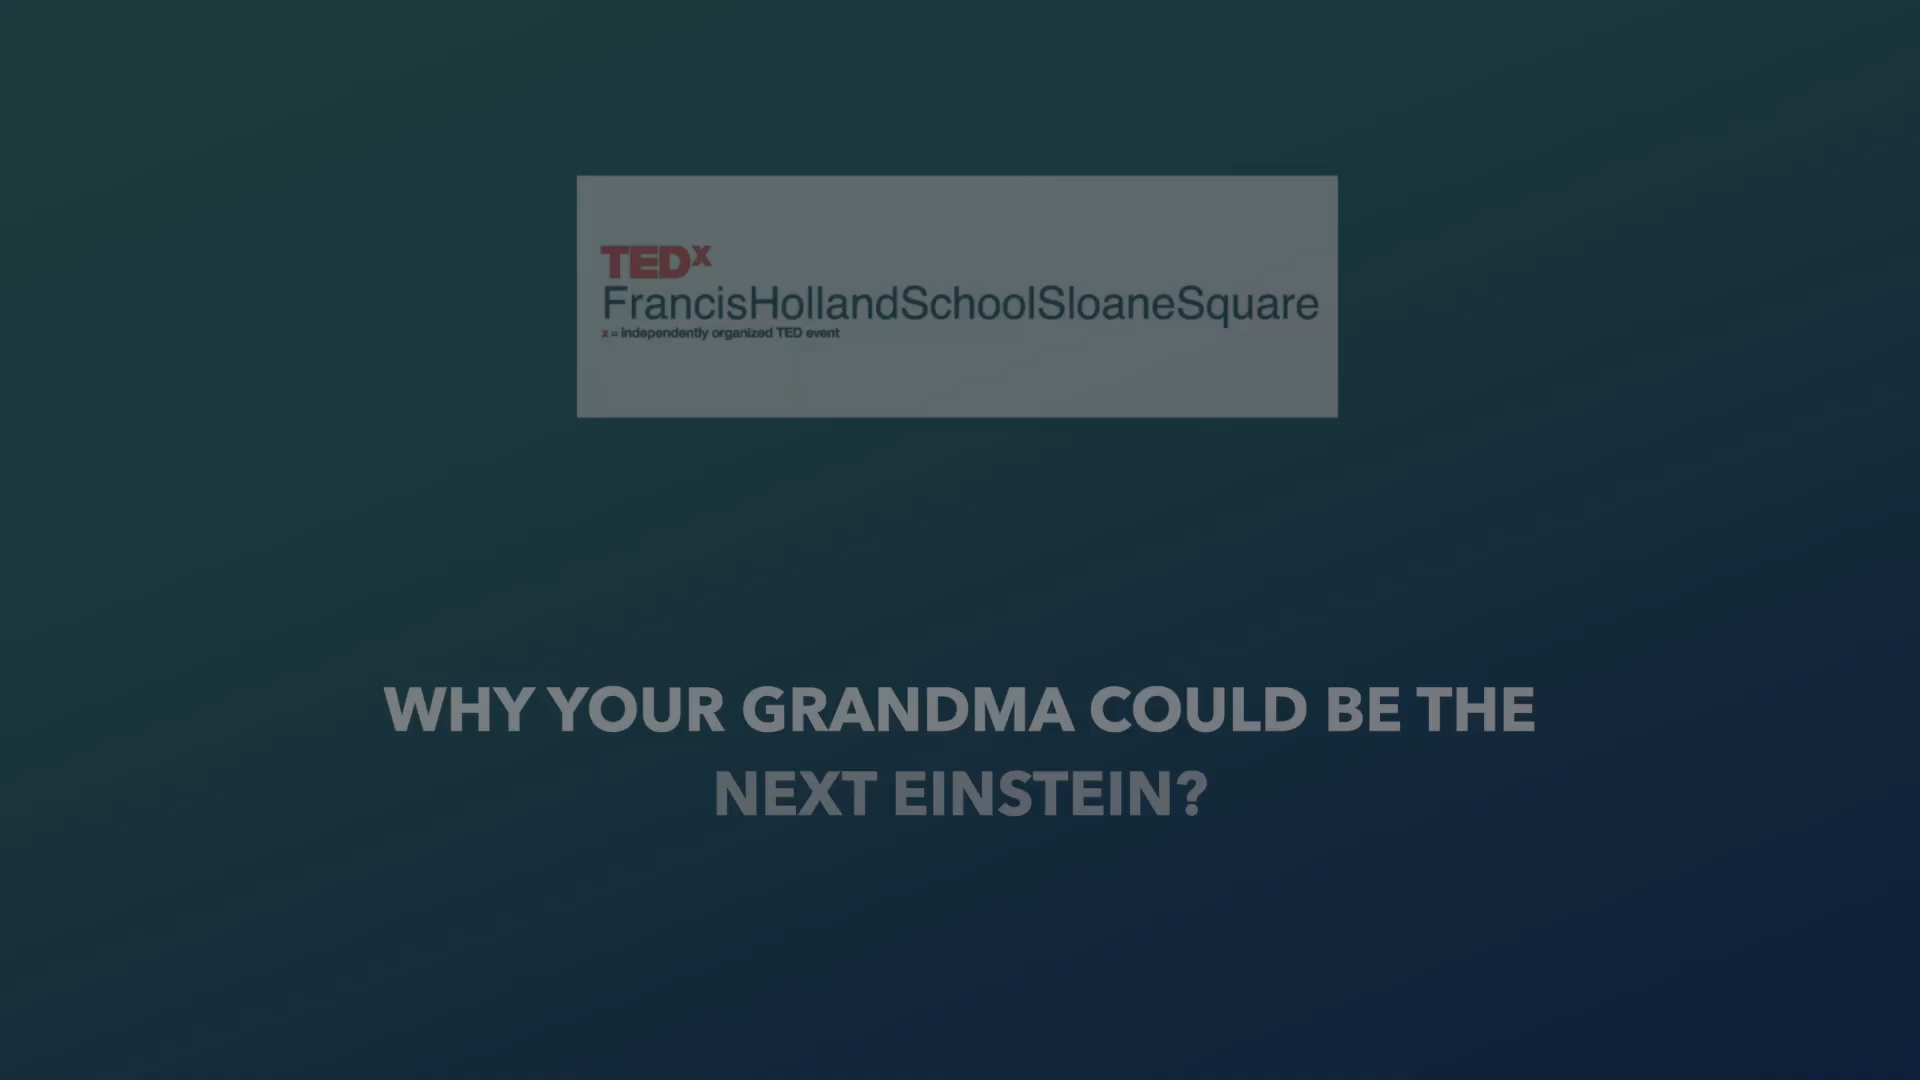 TEDx
FrancisHollandSchoolSloaneSquare
x = independently organized TED event
WHY YOUR GRANDMA COULD BE THE
NEXT EINSTEIN?